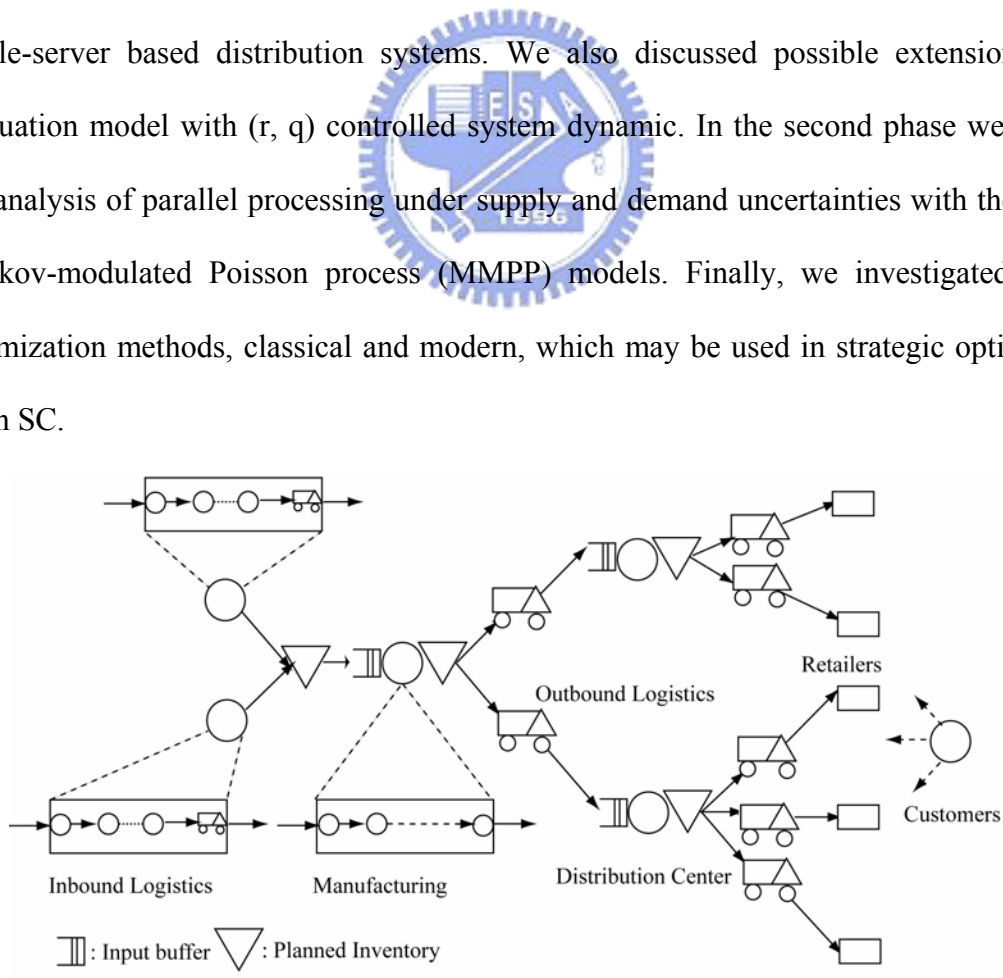 le-server based distribution systems. We also discussed possible extension
uation model with (r, q) controlled system dynamic. In the second phase we
analysis of parallel processing under supply and demand uncertainties with the
kov-modulated Poisson process (MMPP) models. Finally, we investigated
mization methods, classical and modern, which may be used in strategic opti
n SC.
E S A
1896
Retailers
Outbound Logistics
Customers
Distribution Center
Inbound Logistics
Manufacturing
: Input buffer
: Planned Inventory